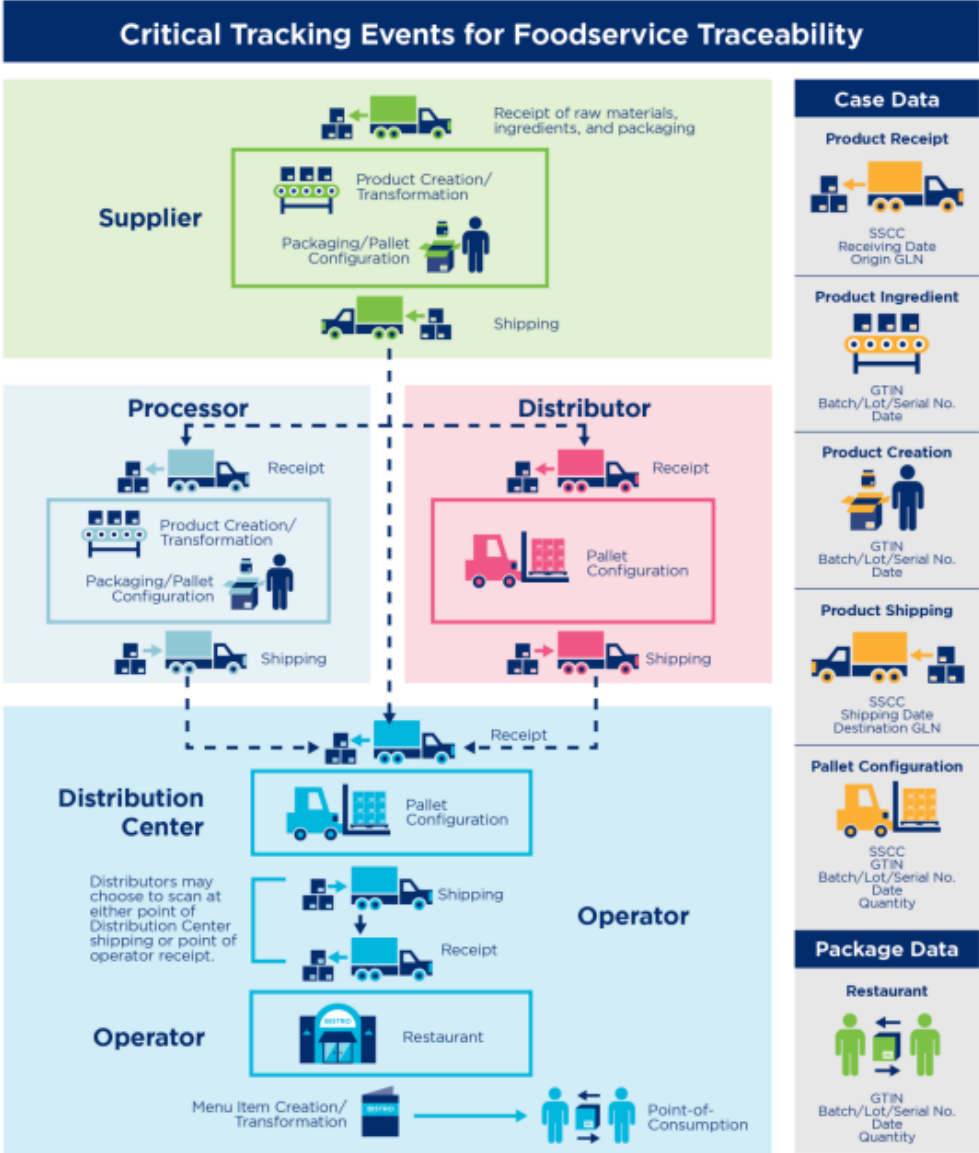 Critical Tracking Events for Foodservice Traceability
Supplier
Receipt of raw materials,
ingredients, and packaging
Product Creation/
Transformation
Packaging/Pallet
Configuration
Shipping
Processor
Receipt
Product Creation/
Transformation
Packaging/Pallet
Configuration
Shipping
Distributor
Receipt
Pallet
Configuration
Shipping
Receipt
Distribution
Center
Pallet
Configuration
Distributors may
choose to scan at
either point of
Distribution Center
shipping or point of
operator receipt.
Shipping
Receipt
Operator
Operator
BISTRO
Restaurant
Menu Item Creation/
Transformation
BISTRO
Point-of-
Consumption
Case Data
Product Receipt
SSCC
Receiving Date
Origin GLN
Product Ingredient
GTIN
Batch/Lot/Serial No.
Date
Product Creation
GTIN
Batch/Lot/Serial No.
Date
Product Shipping
SSCC
Shipping Date
Destination GLN
Pallet Configuration
SSCC
GTIN
Batch/Lot/Serial No.
Date
Quantity
Package Data
Restaurant
GTIN
Batch/Lot/Serial No.
Date
Quantity